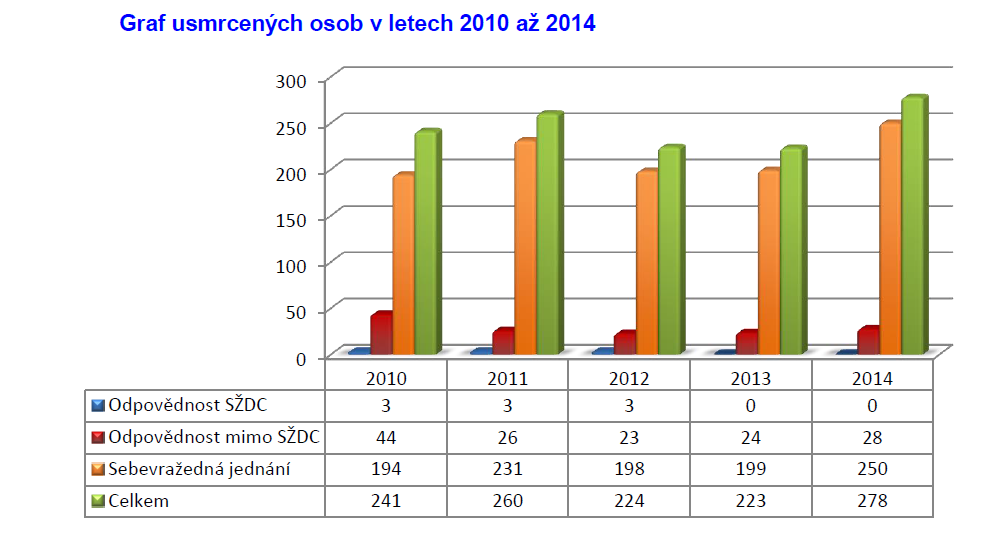 Graf usmrcených osob v letech 2010 až 2014
300
250
200
150
100
50
0
2010 2011 2012 2013 2014
Odpovědnost SŽDC 3 3 3 0 0
Odpovědnost mimo SŽDC 44 26 23 24 28
Sebevražedná jednání 194 231 198 199 250
Celkem 241 260 224 223 278